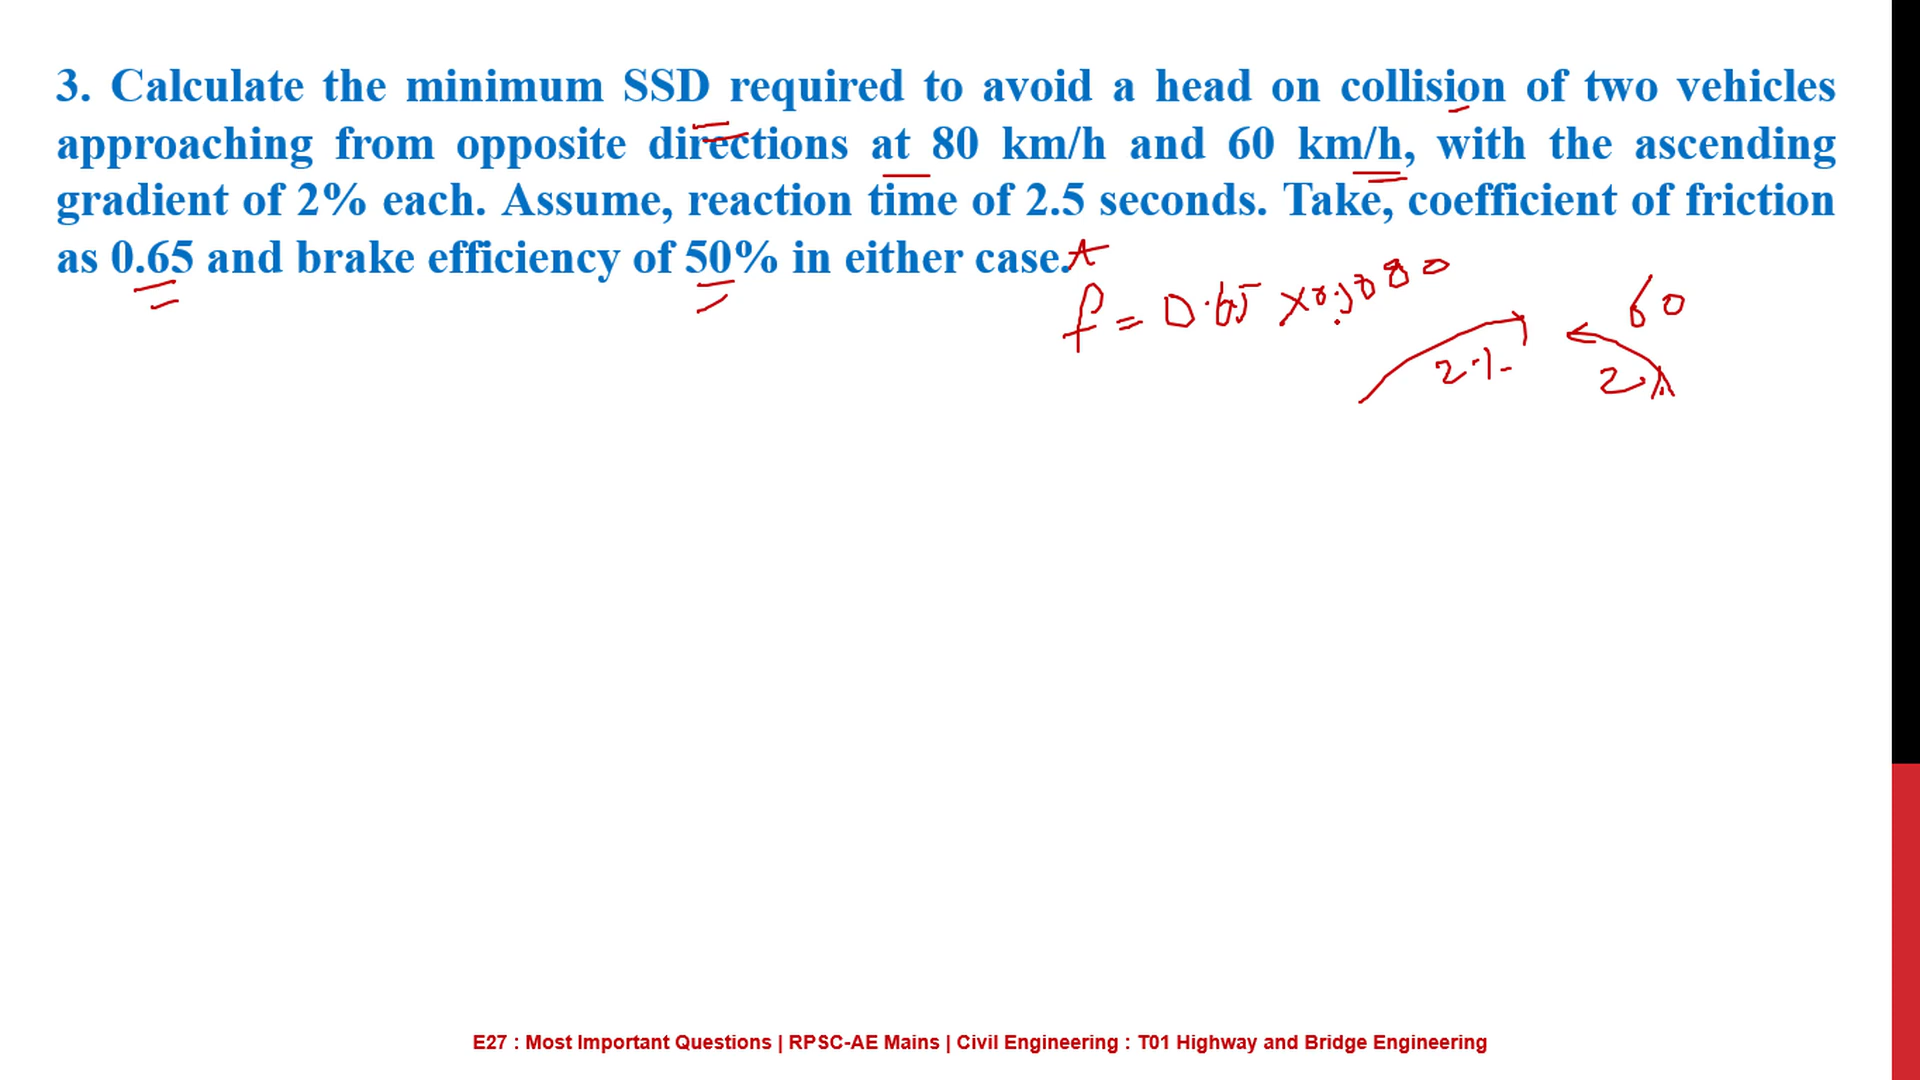 3. Calculate the minimum SSD required to avoid a head on collision of two vehicles
approaching from opposite directions at 80 km/h and 60 km/h, with the ascending
gradient of 2% each. Assume, reaction time of 2.5 seconds. Take, coefficient of friction
as 0.65 and brake efficiency of 50% in either case.
f = 0.65 × 0.50
80
60
2%
2%
E27 : Most Important Questions | RPSC-AE Mains | Civil Engineering : T01 Highway and Bridge Engineering